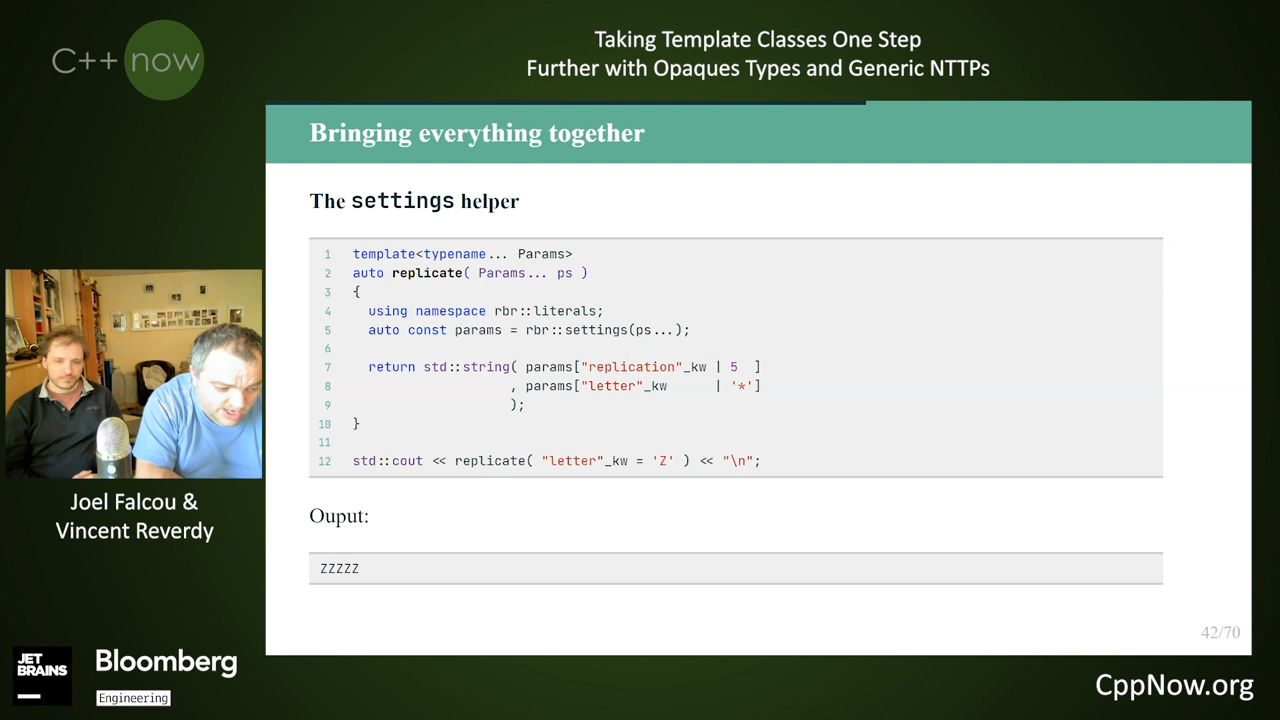 C++ now
Taking Template Classes One Step
Further with Opaques Types and Generic NTTPs
Bringing everything together
The settings helper
1 template<typename... Params>
2 auto replicate( Params... ps )
3 {
4 using namespace rbr::literals;
5 auto const params = rbr::settings(ps...);
6
7 return std::string( params["replication"_kw | 5 ]
8 , params["letter"_kw | '*']
9 );
10 }
11
12 std::cout << replicate( "letter"_kw = 'Z' ) << "\n";
Ouput:
ZZZZZ
42/70
Joel Falcou &
Vincent Reverdy
JET
BRAINS
Bloomberg
Engineering
CppNow.org